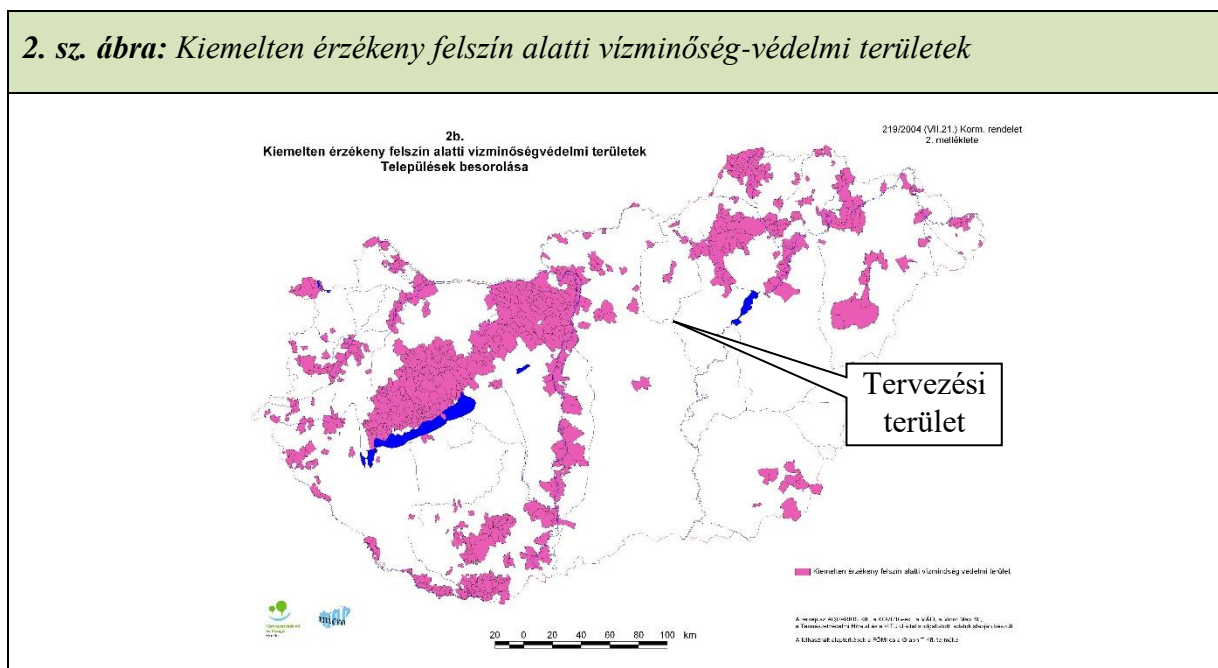 2. sz. ábra: Kiemelten érzékeny felszín alatti vízminőség-védelmi területek
2b.
Kiemelten érzékeny felszín alatti vízminőségvédelmi területek
Települések besorolása
219/2004 (VII.21.) Korm. rendelet
2. melléklete
Tervezési
terület
Kiemelten érzékeny felszín alatti vízminőség védelmi terület
20 0 20 40 60 80 100 km